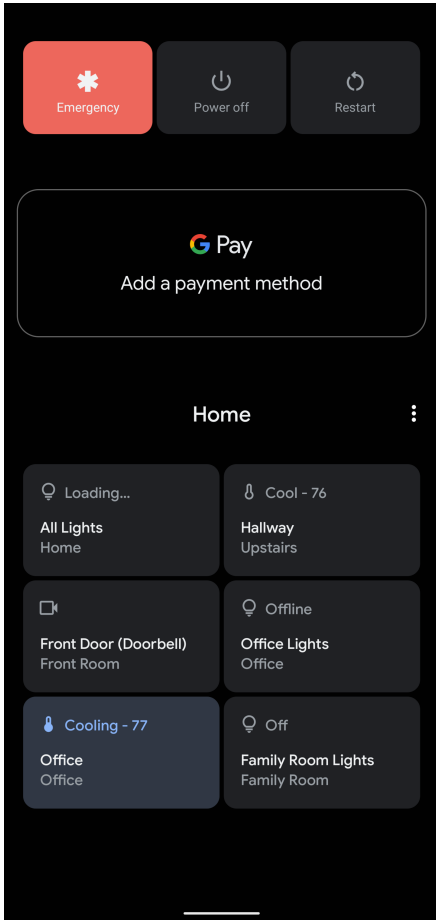 Emergency
Power off
Restart
G Pay
Add a payment method
Home
Loading...
All Lights
Home
Cool - 76
Hallway
Upstairs
Front Door (Doorbell)
Front Room
Offline
Office Lights
Office
Cooling - 77
Office
Office
Off
Family Room Lights
Family Room